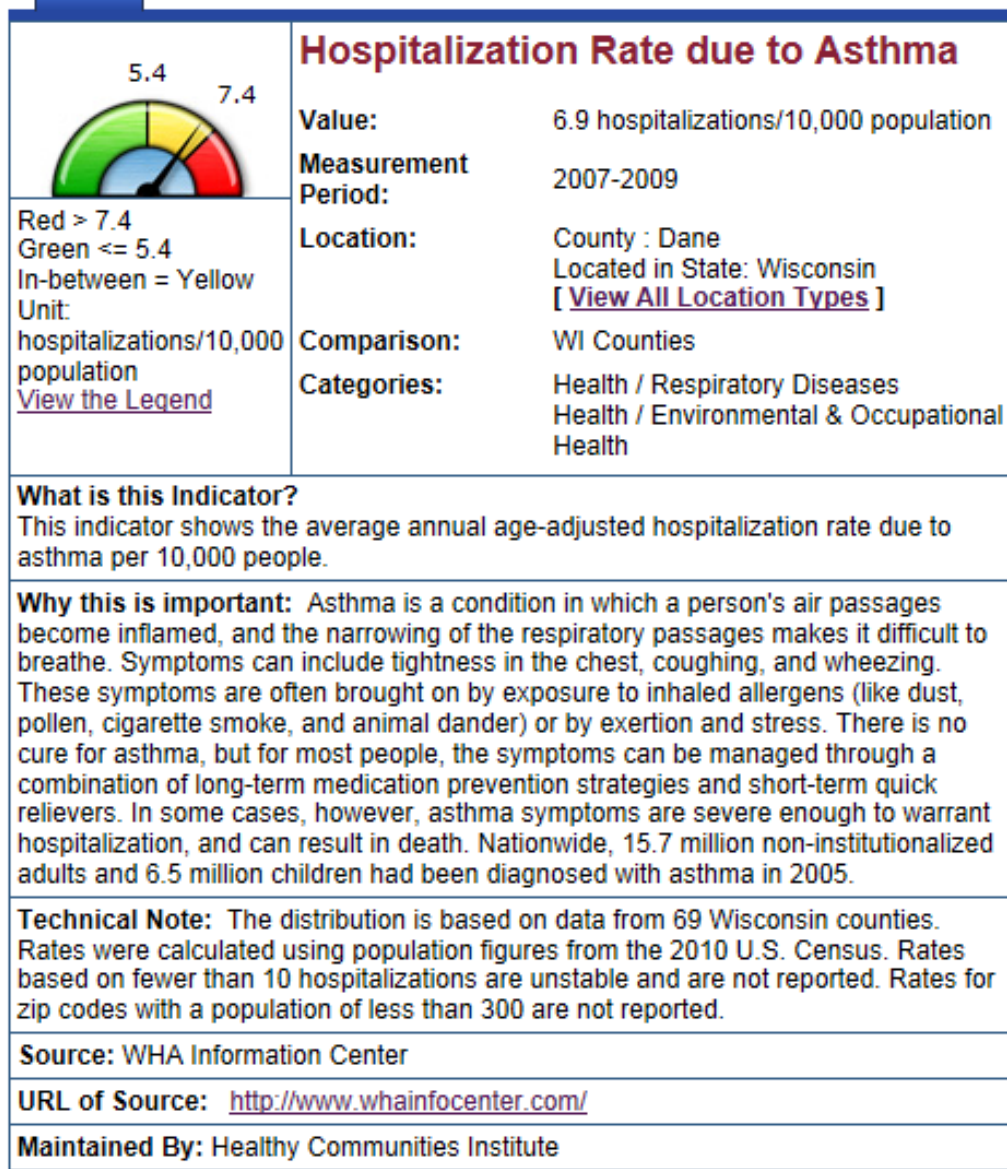 5.4
7.4
Red > 7.4
Green <= 5.4
In-between = Yellow
Unit:
hospitalizations/10,000
population
View the Legend
Hospitalization Rate due to Asthma
Value: 6.9 hospitalizations/10,000 population
Measurement
Period: 2007-2009
Location: County : Dane
Located in State: Wisconsin
[ View All Location Types ]
Comparison: WI Counties
Categories: Health / Respiratory Diseases
Health / Environmental & Occupational
Health
What is this Indicator?
This indicator shows the average annual age-adjusted hospitalization rate due to
asthma per 10,000 people.
Why this is important: Asthma is a condition in which a person's air passages
become inflamed, and the narrowing of the respiratory passages makes it difficult to
breathe. Symptoms can include tightness in the chest, coughing, and wheezing.
These symptoms are often brought on by exposure to inhaled allergens (like dust,
pollen, cigarette smoke, and animal dander) or by exertion and stress. There is no
cure for asthma, but for most people, the symptoms can be managed through a
combination of long-term medication prevention strategies and short-term quick
relievers. In some cases, however, asthma symptoms are severe enough to warrant
hospitalization, and can result in death. Nationwide, 15.7 million non-institutionalized
adults and 6.5 million children had been diagnosed with asthma in 2005.
Technical Note: The distribution is based on data from 69 Wisconsin counties.
Rates were calculated using population figures from the 2010 U.S. Census. Rates
based on fewer than 10 hospitalizations are unstable and are not reported. Rates for
zip codes with a population of less than 300 are not reported.
Source: WHA Information Center
URL of Source: http://www.whainfocenter.com/
Maintained By: Healthy Communities Institute